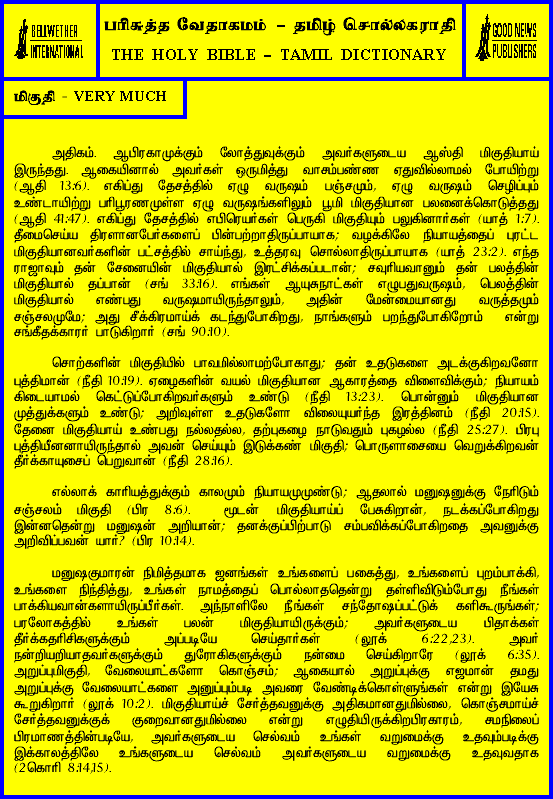 BELLWETHER
INTERNATIONAL
பரிசுத்த வேதாகமம் - தமிழ் சொல்லகராதி
THE HOLY BIBLE – TAMIL DICTIONARY
GOOD NEWS
PUBLISHERS
மிகுதி - VERY MUCH
அதிகம். ஆபிரகாமுக்கும் லோத்துவுக்கும் அவர்களுடைய ஆஸ்தி மிகுதியாய்
இருந்தது. ஆகையினால் அவர்கள் ஒருமித்து வாசம்பண்ண ஏதுவில்லாமல் போயிற்று
(ஆதி 13:6). எகிப்து தேசத்தில் ஏழு வருஷம் பஞ்சமும், ஏழு வருஷம் செழிப்பும்
உண்டாயிற்று பரிபூரணமுள்ள ஏழு வருஷங்களிலும் பூமி மிகுதியான பலனைக்கொடுத்தது
(ஆதி 41:47). எகிப்து தேசத்தில் எபிரெயர்கள் பெருகி மிகுதியும் பலுகினார்கள் (யாத் 1:7).
தீமைசெய்ய திரளானபேர்களைப் பின்பற்றாதிருப்பாயாக; வழக்கிலே நியாயத்தைப் புரட்ட
மிகுதியானவர்களின் பட்சத்தில் சாய்ந்து, உத்தரவு சொல்லாதிருப்பாயாக (யாத் 23:2). எந்த
ராஜாவும் தன் சேனையின் மிகுதியால் இரட்சிக்கப்படான்; சவுரியவானும் தன் பலத்தின்
மிகுதியால் தப்பான் (சங் 33:16). எங்கள் ஆயுசுநாட்கள் எழுபதுவருஷம், பெலத்தின்
மிகுதியால் எண்பது வருஷமாயிருந்தாலும், அதின் மேன்மையானது வருத்தமும்
சஞ்சலமுமே; அது சீக்கிரமாய்க் கடந்துபோகிறது, நாங்களும் பறந்துபோகிறோம் என்று
சங்கீதக்காரர் பாடுகிறார் (சங் 90:10).
சொற்களின் மிகுதியில் பாவமில்லாமற்போகாது; தன் உதடுகளை அடக்குகிறவனோ
புத்திமான் (நீதி 10:19). ஏழைகளின் வயல் மிகுதியான ஆகாரத்தை விளைவிக்கும்; நியாயம்
கிடையாமல் கெட்டுப்போகிறவர்களும் உண்டு (நீதி 13:23). பொன்னும் மிகுதியான
முத்துக்களும் உண்டு; அறிவுள்ள உதடுகளோ விலையுயர்ந்த இரத்தினம் (நீதி 20:15).
தேனை மிகுதியாய் உண்பது நல்லதல்ல, தற்புகழை நாடுவதும் புகழல்ல (நீதி 25:27). பிரபு
புத்தியீனனாயிருந்தால் அவன் செய்யும் இடுக்கண் மிகுதி; பொருளாசையை வெறுக்கிறவன்
தீர்க்காயுசைப் பெறுவான் (நீதி 28:16).
எல்லாக் காரியத்துக்கும் காலமும் நியாயமுமுண்டு; ஆதலால் மனுஷனுக்கு நேரிடும்
சஞ்சலம் மிகுதி (பிர 8:6). மூடன் மிகுதியாய்ப் பேசுகிறான், நடக்கப்போகிறது
இன்னதென்று மனுஷன் அறியான்; தனக்குப்பிற்பாடு சம்பவிக்கப்போகிறதை அவனுக்கு
அறிவிப்பவன் யார்? (பிர 10:14).
மனுஷகுமாரன் நிமித்தமாக ஜனங்கள் உங்களைப் பகைத்து, உங்களைப் புறம்பாக்கி,
உங்களை நிந்தித்து, உங்கள் நாமத்தைப் பொல்லாததென்று தள்ளிவிடும்போது நீங்கள்
பாக்கியவான்களாயிருப்பீர்கள். அந்நாளிலே நீங்கள் சந்தோஷப்பட்டுக் களிகூருங்கள்;
பரலோகத்தில் உங்கள் பலன் மிகுதியாயிருக்கும்; அவர்களுடைய பிதாக்கள்
தீர்க்கதரிசிகளுக்கும் அப்படியே செய்தார்கள் (லூக் 6:22,23). அவர்
நன்றியறியாதவர்களுக்கும் துரோகிகளுக்கும் நன்மை செய்கிறாரே (லூக் 6:35).
அறுப்புமிகுதி, வேலையாட்களோ கொஞ்சம்; ஆகையால் அறுப்புக்கு எஜமான் தமது
அறுப்புக்கு வேலையாட்களை அனுப்பும்படி அவரை வேண்டிக்கொள்ளுங்கள் என்று இயேசு
கூறுகிறார் (லூக் 10:2). மிகுதியாய்ச் சேர்த்தவனுக்கு அதிகமானதுமில்லை, கொஞ்சமாய்ச்
சேர்த்தவனுக்குக் குறைவானதுமில்லை என்று எழுதியிருக்கிறபிரகாரம், சமநிலைப்
பிரமாணத்தின்படியே, அவர்களுடைய செல்வம் உங்கள் வறுமைக்கு உதவும்படிக்கு
இக்காலத்திலே உங்களுடைய செல்வம் அவர்களுடைய வறுமைக்கு உதவுவதாக
(2கொரி 8:14,15).